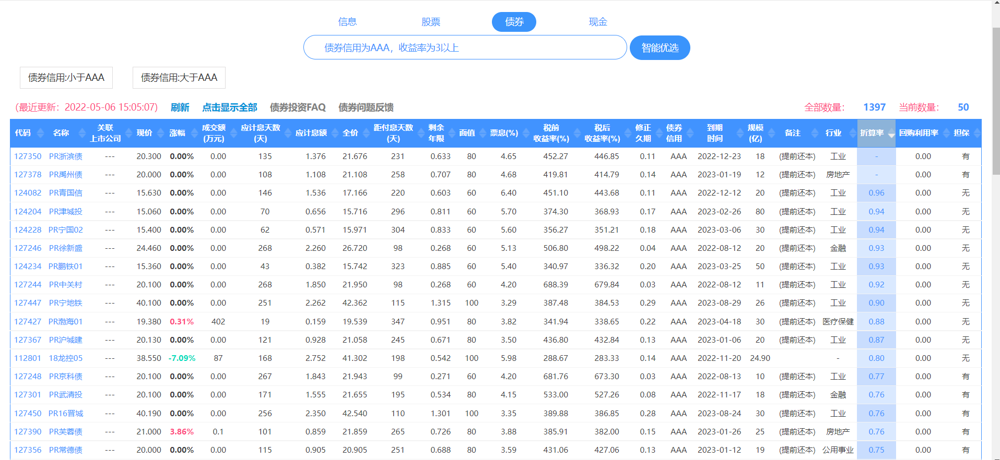 信息 股票 债券 现金
债券信用为AAA，收益率为3以上 智能优选
债券信用:小于AAA 债券信用:大于AAA
(最近更新：2022-05-06 15:05:07) 刷新 点击显示全部 债券投资FAQ 债券问题反馈 全部数量： 1397 当前数量： 50
代码 名称 关联上市公司 现价 涨幅 成交额(万元) 应计息天数(天) 应计息额 全价 距付息天数(天) 剩余年限 面值 票息(%) 税前收益率(%) 税后收益率(%) 修正久期 债券信用 到期时间 规模(亿) 备注 行业 折算率 回购利用率 担保
127350 PR浙滨债 --- 20.300 0.00% 0.00 135 1.376 21.676 231 0.633 80 4.65 452.27 446.85 0.11 AAA 2022-12-23 18 (提前还本) 工业 - 0.00 有
127378 PR禹州债 --- 20.000 0.00% 0.00 108 1.108 21.108 258 0.707 80 4.68 419.81 414.79 0.14 AAA 2023-01-19 12 (提前还本) 房地产 - 0.00 有
124082 PR青国信 --- 15.630 0.00% 0.00 146 1.536 17.166 220 0.603 60 6.40 451.10 443.68 0.11 AAA 2022-12-12 20 (提前还本) 工业 0.96 0.00 无
124204 PR津城投 --- 15.060 0.00% 0.00 70 0.656 15.716 296 0.811 60 5.70 374.30 368.93 0.17 AAA 2023-02-26 80 (提前还本) 工业 0.94 0.00 无
124228 PR宁国02 --- 15.400 0.00% 0.00 62 0.571 15.971 304 0.833 60 5.60 356.27 351.21 0.18 AAA 2023-03-06 30 (提前还本) 工业 0.94 0.00 无
127246 PR徐新盛 --- 24.460 0.00% 0.00 268 2.260 26.720 98 0.268 60 5.13 506.80 498.22 0.04 AAA 2022-08-12 20 (提前还本) 金融 0.93 0.00 无
124234 PR鹏铁01 --- 15.360 0.00% 0.00 43 0.382 15.742 323 0.885 60 5.40 340.97 336.32 0.20 AAA 2023-03-25 50 (提前还本) 工业 0.93 0.00 无
127244 PR中关村 --- 20.100 0.00% 0.00 268 1.850 21.950 98 0.268 60 4.20 688.39 679.84 0.03 AAA 2022-08-12 11 (提前还本) 工业 0.92 0.00 无
127447 PR宁地铁 --- 40.100 0.00% 0.00 251 2.262 42.362 115 1.315 100 3.29 387.48 384.53 0.29 AAA 2023-08-29 26 (提前还本) 工业 0.90 0.00 无
127427 PR渤海01 --- 19.380 0.31% 402 19 0.159 19.539 347 0.951 80 3.82 341.94 338.65 0.22 AAA 2023-04-18 30 (提前还本) 医疗保健 0.88 0.00 无
127367 PR沪城建 --- 20.130 0.00% 0.00 121 0.928 21.058 245 0.671 80 3.50 436.80 432.84 0.13 AAA 2023-01-06 20 (提前还本) 工业 0.87 0.00 无
112801 18龙控05 --- 38.550 -7.09% 87 168 2.752 41.302 198 0.542 100 5.98 288.67 283.33 0.14 AAA 2022-11-20 24.90 - 0.80 0.00 无
127248 PR京科债 --- 20.100 0.00% 0.00 267 1.843 21.943 99 0.271 60 4.20 681.76 673.30 0.03 AAA 2022-08-13 10 (提前还本) 工业 0.77 0.00 有
127301 PR武清投 --- 20.100 0.00% 0.00 171 1.555 21.655 195 0.534 80 4.15 533.00 527.26 0.08 AAA 2022-11-17 18 (提前还本) 金融 0.76 0.00 有
127450 PR16晋城 --- 40.190 0.00% 0.00 256 2.350 42.540 110 1.301 100 3.35 389.88 386.85 0.28 AAA 2023-08-24 30 (提前还本) 工业 0.76 0.00 有
127390 PR芙蓉债 --- 21.000 3.86% 0.1 101 0.859 21.859 265 0.726 80 3.88 385.91 382.00 0.15 AAA 2023-01-26 25 (提前还本) 房地产 0.76 0.00 有
127356 PR常德债 --- 20.000 0.00% 0.00 115 0.905 20.905 251 0.688 80 3.59 431.06 427.06 0.13 AAA 2023-01-12 19 (提前还本) 公用事业 0.75 0.00 有